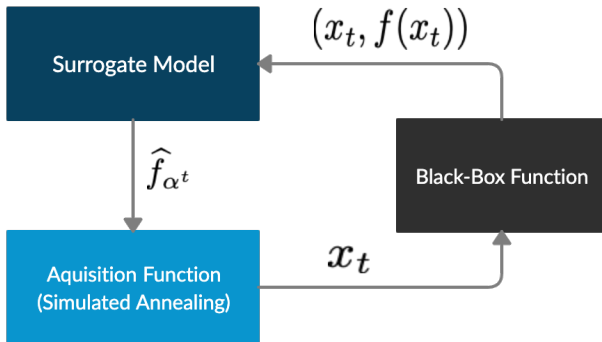 (x_t, f(x_t))
Surrogate Model
\widehat{f}_{\alpha^t}
Black-Box Function
Aquisition Function
(Simulated Annealing)
x_t